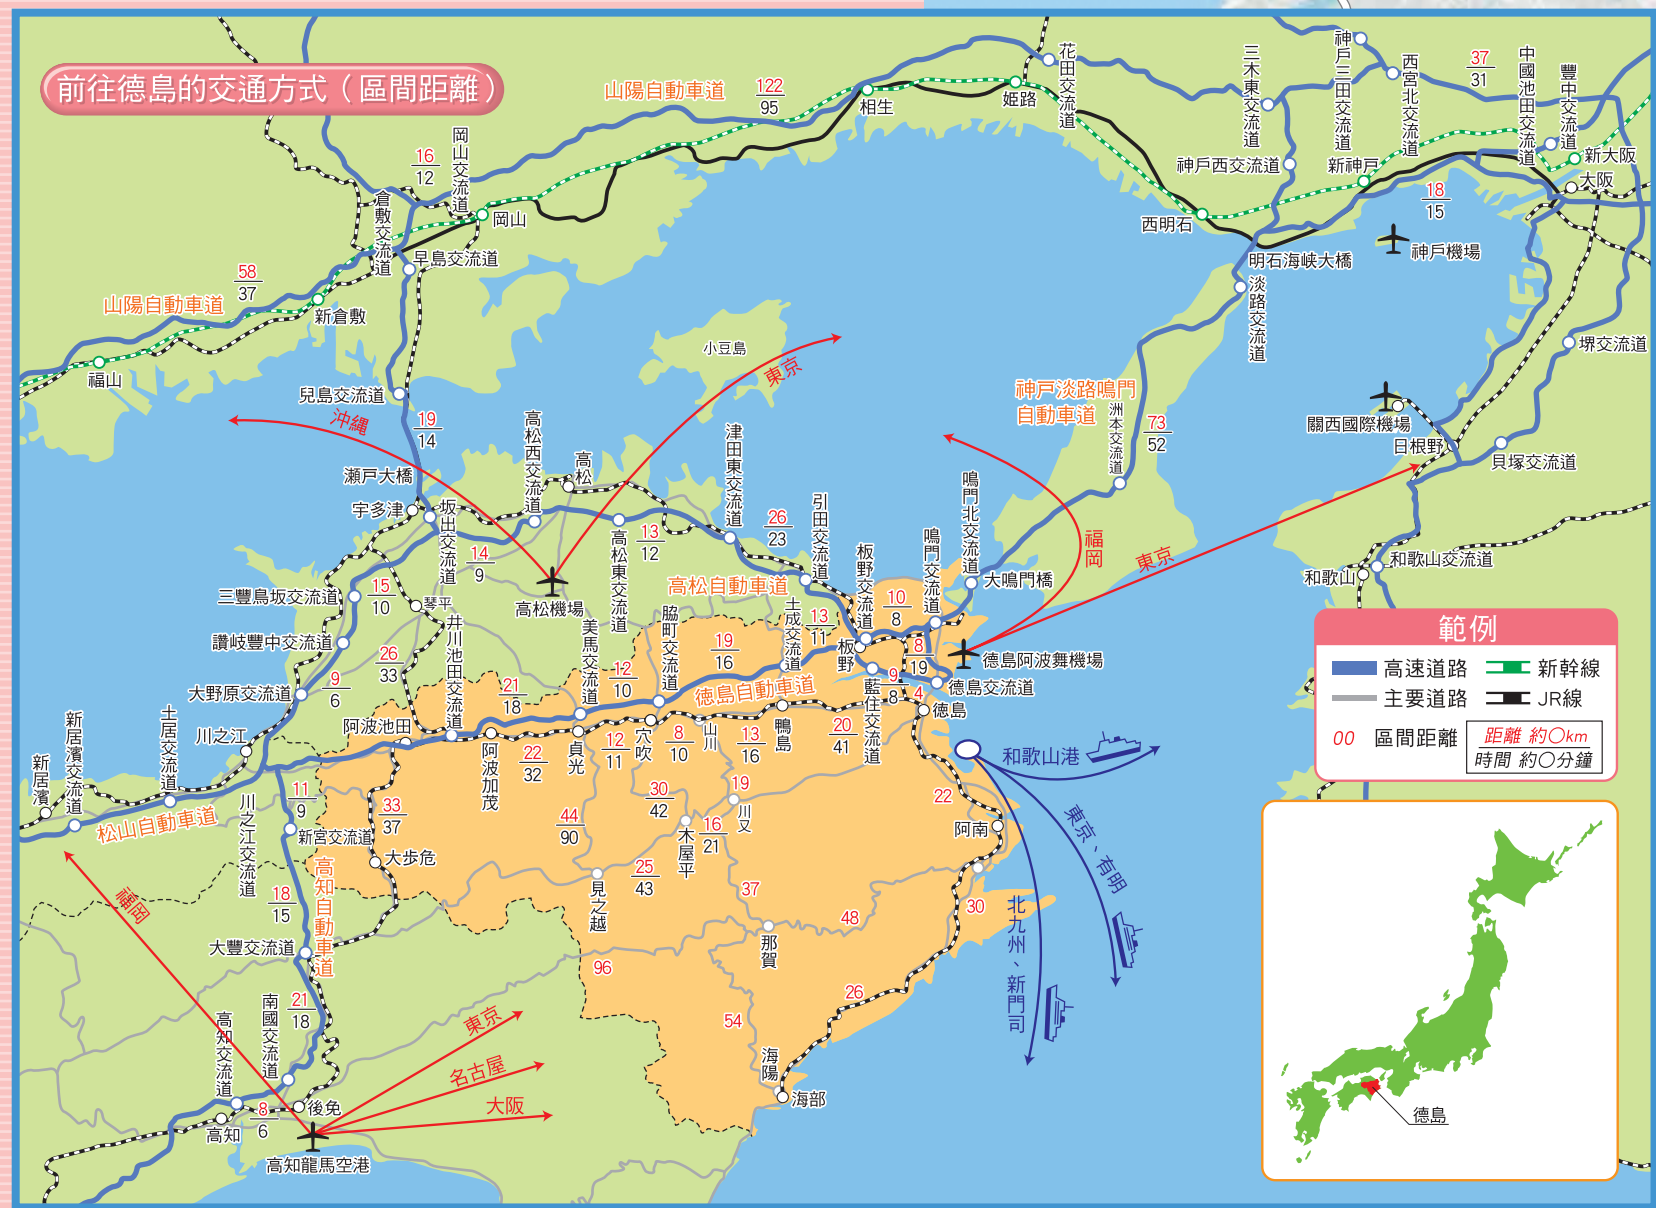 前往德島的交通方式（區間距離）
山陽自動車道
122
95
相生
姬路
花田交流道
三木東交流道
神戶三田交流道
西宮北交流道
37
31
中國池田交流道
豐中交流道
新大阪
大阪
岡山交流道
16
12
倉敷交流道
岡山
早島交流道
神戶西交流道
新神戶
18
15
西明石
明石海峽大橋
神戶機場
淡路交流道
58
37
山陽自動車道
新倉敷
福山
小豆島
東京
堺交流道
兒島交流道
沖繩
19
14
神戸淡路鳴門
自動車道
洲本交流道
73
52
關西國際機場
日根野
貝塚交流道
瀬戶大橋
宇多津
坂出交流道
高松西交流道
高松
津田東交流道
26
23
引田交流道
鳴門北交流道
福岡
東京
和歌山交流道
和歌山
高松東交流道
13
12
14
9
高松自動車道
板野交流道
鳴門交流道
大鳴門橋
三豐鳥坂交流道
15
10
琴平
高松機場
10
8
13
11
讚岐豐中交流道
井川池田交流道
美馬交流道
脇町交流道
19
16
土成交流道
板野
8
19
德島阿波舞機場
26
33
12
10
大野原交流道
9
6
21
18
徳島自動車道
藍住交流道
9
8
4
德島交流道
徳島
新居濱
新居濱交流道
土居交流道
川之江
阿波池田
阿波加茂
22
32
貞光
12
11
穴吹
8
10
山川
13
16
鴨島
20
41
和歌山港
松山自動車道
川之江交流道
11
9
新宮交流道
33
37
大歩危
44
90
30
42
木屋平
19
川又
16
21
22
阿南
東京、有明
福岡
18
15
高知自動車道
大豐交流道
見之越
25
43
37
那賀
48
30
北九州、新門司
96
54
26
21
18
南國交流道
高知交流道
東京
名古屋
大阪
海陽
海部
8
6
高知
後免
高知龍馬空港
範例
高速道路
新幹線
主要道路
JR線
00
區間距離
距離 約○km
時間 約○分鐘
德島